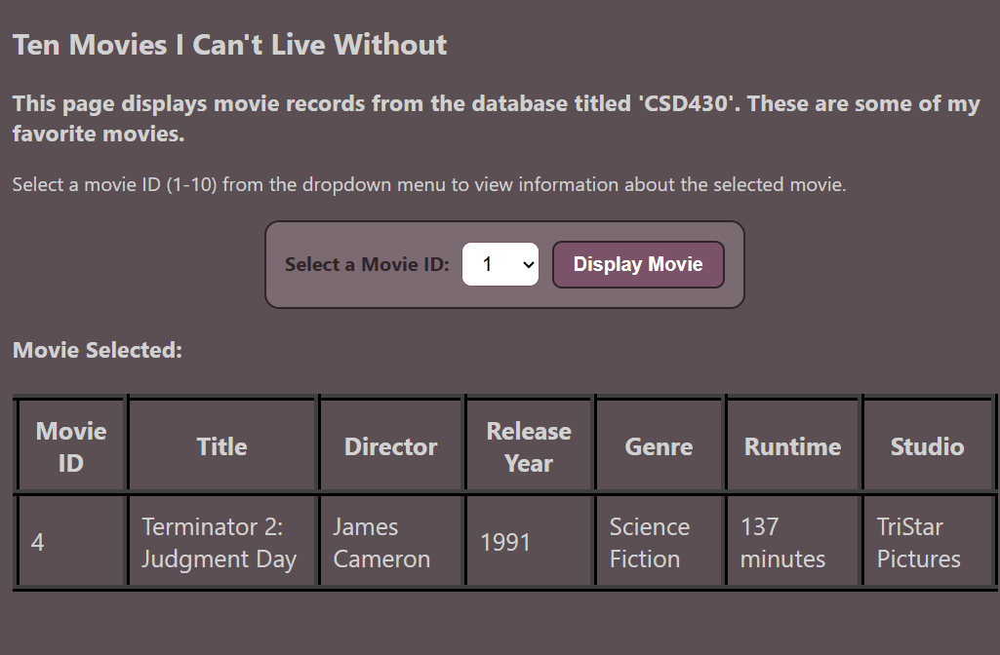 Ten Movies I Can't Live Without
This page displays movie records from the database titled 'CSD430'. These are some of my
favorite movies.
Select a movie ID (1-10) from the dropdown menu to view information about the selected movie.
Select a Movie ID: 1 Display Movie
Movie Selected:
Movie ID Title Director Release Year Genre Runtime Studio
4 Terminator 2: Judgment Day James Cameron 1991 Science Fiction 137 minutes TriStar Pictures